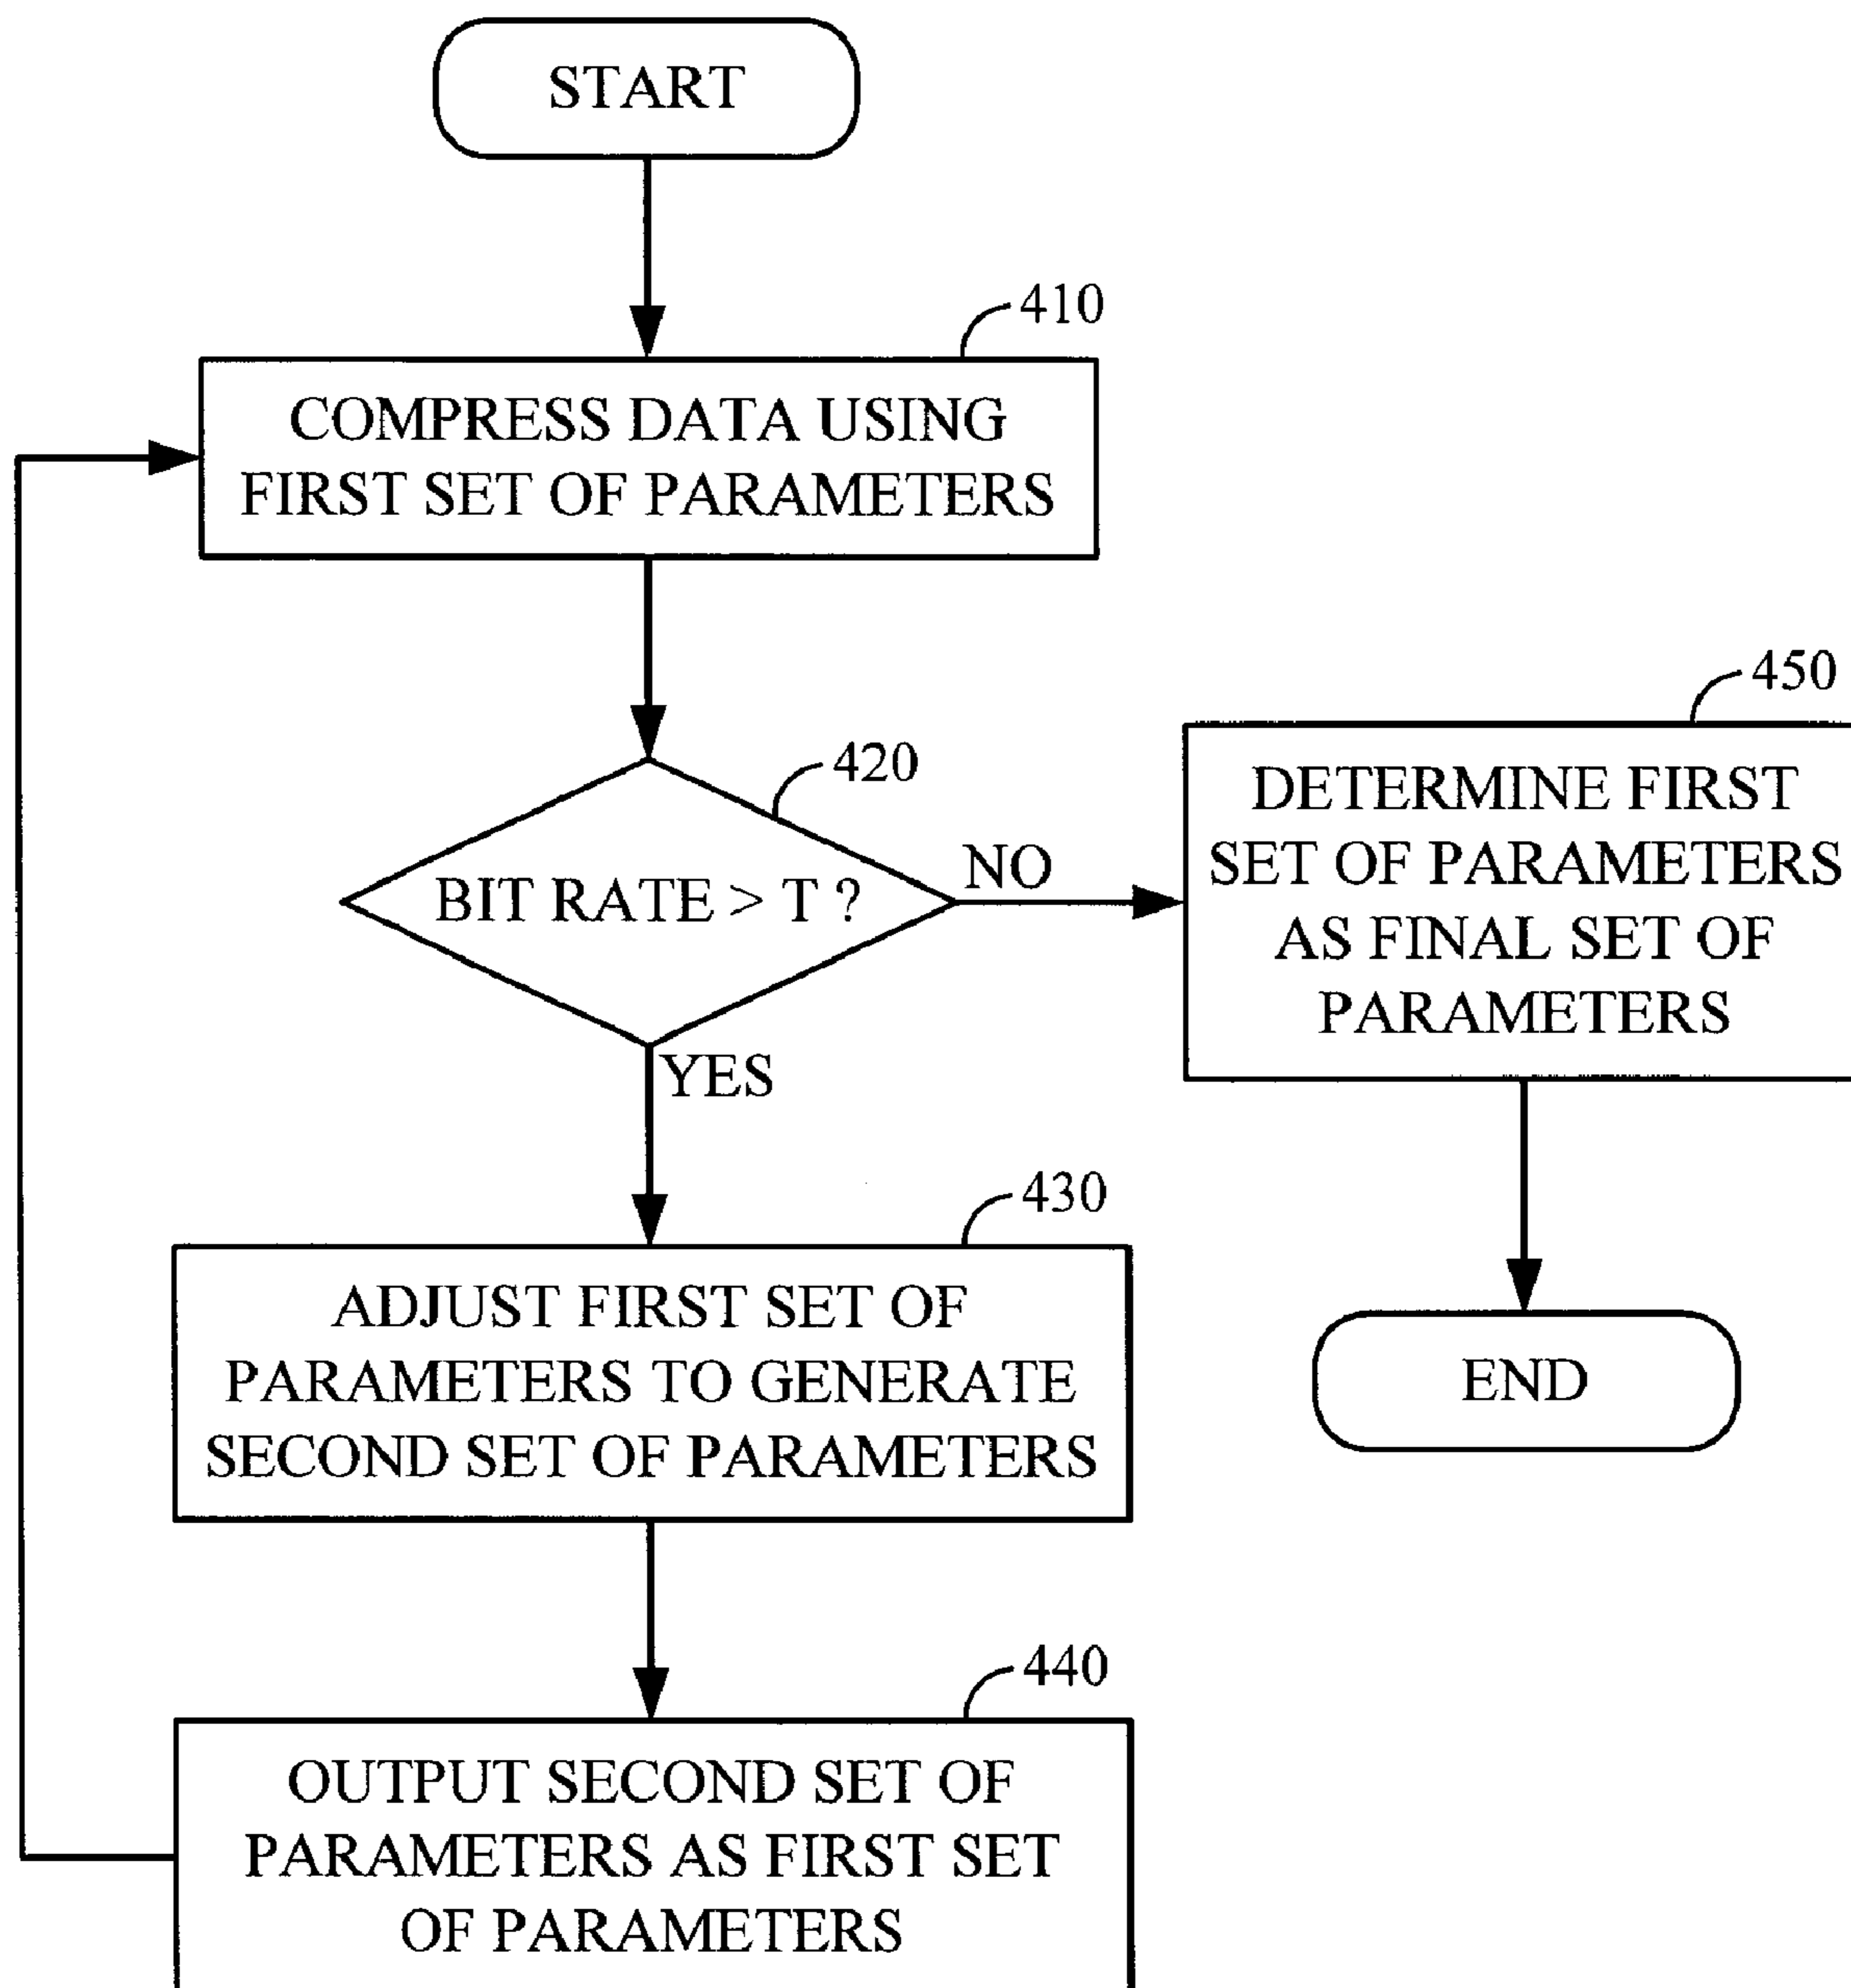 START
410
COMPRESS DATA USING
FIRST SET OF PARAMETERS
420
BIT RATE > T ?
NO
YES
450
DETERMINE FIRST
SET OF PARAMETERS
AS FINAL SET OF
PARAMETERS
END
430
ADJUST FIRST SET OF
PARAMETERS TO GENERATE
SECOND SET OF PARAMETERS
440
OUTPUT SECOND SET OF
PARAMETERS AS FIRST SET
OF PARAMETERS